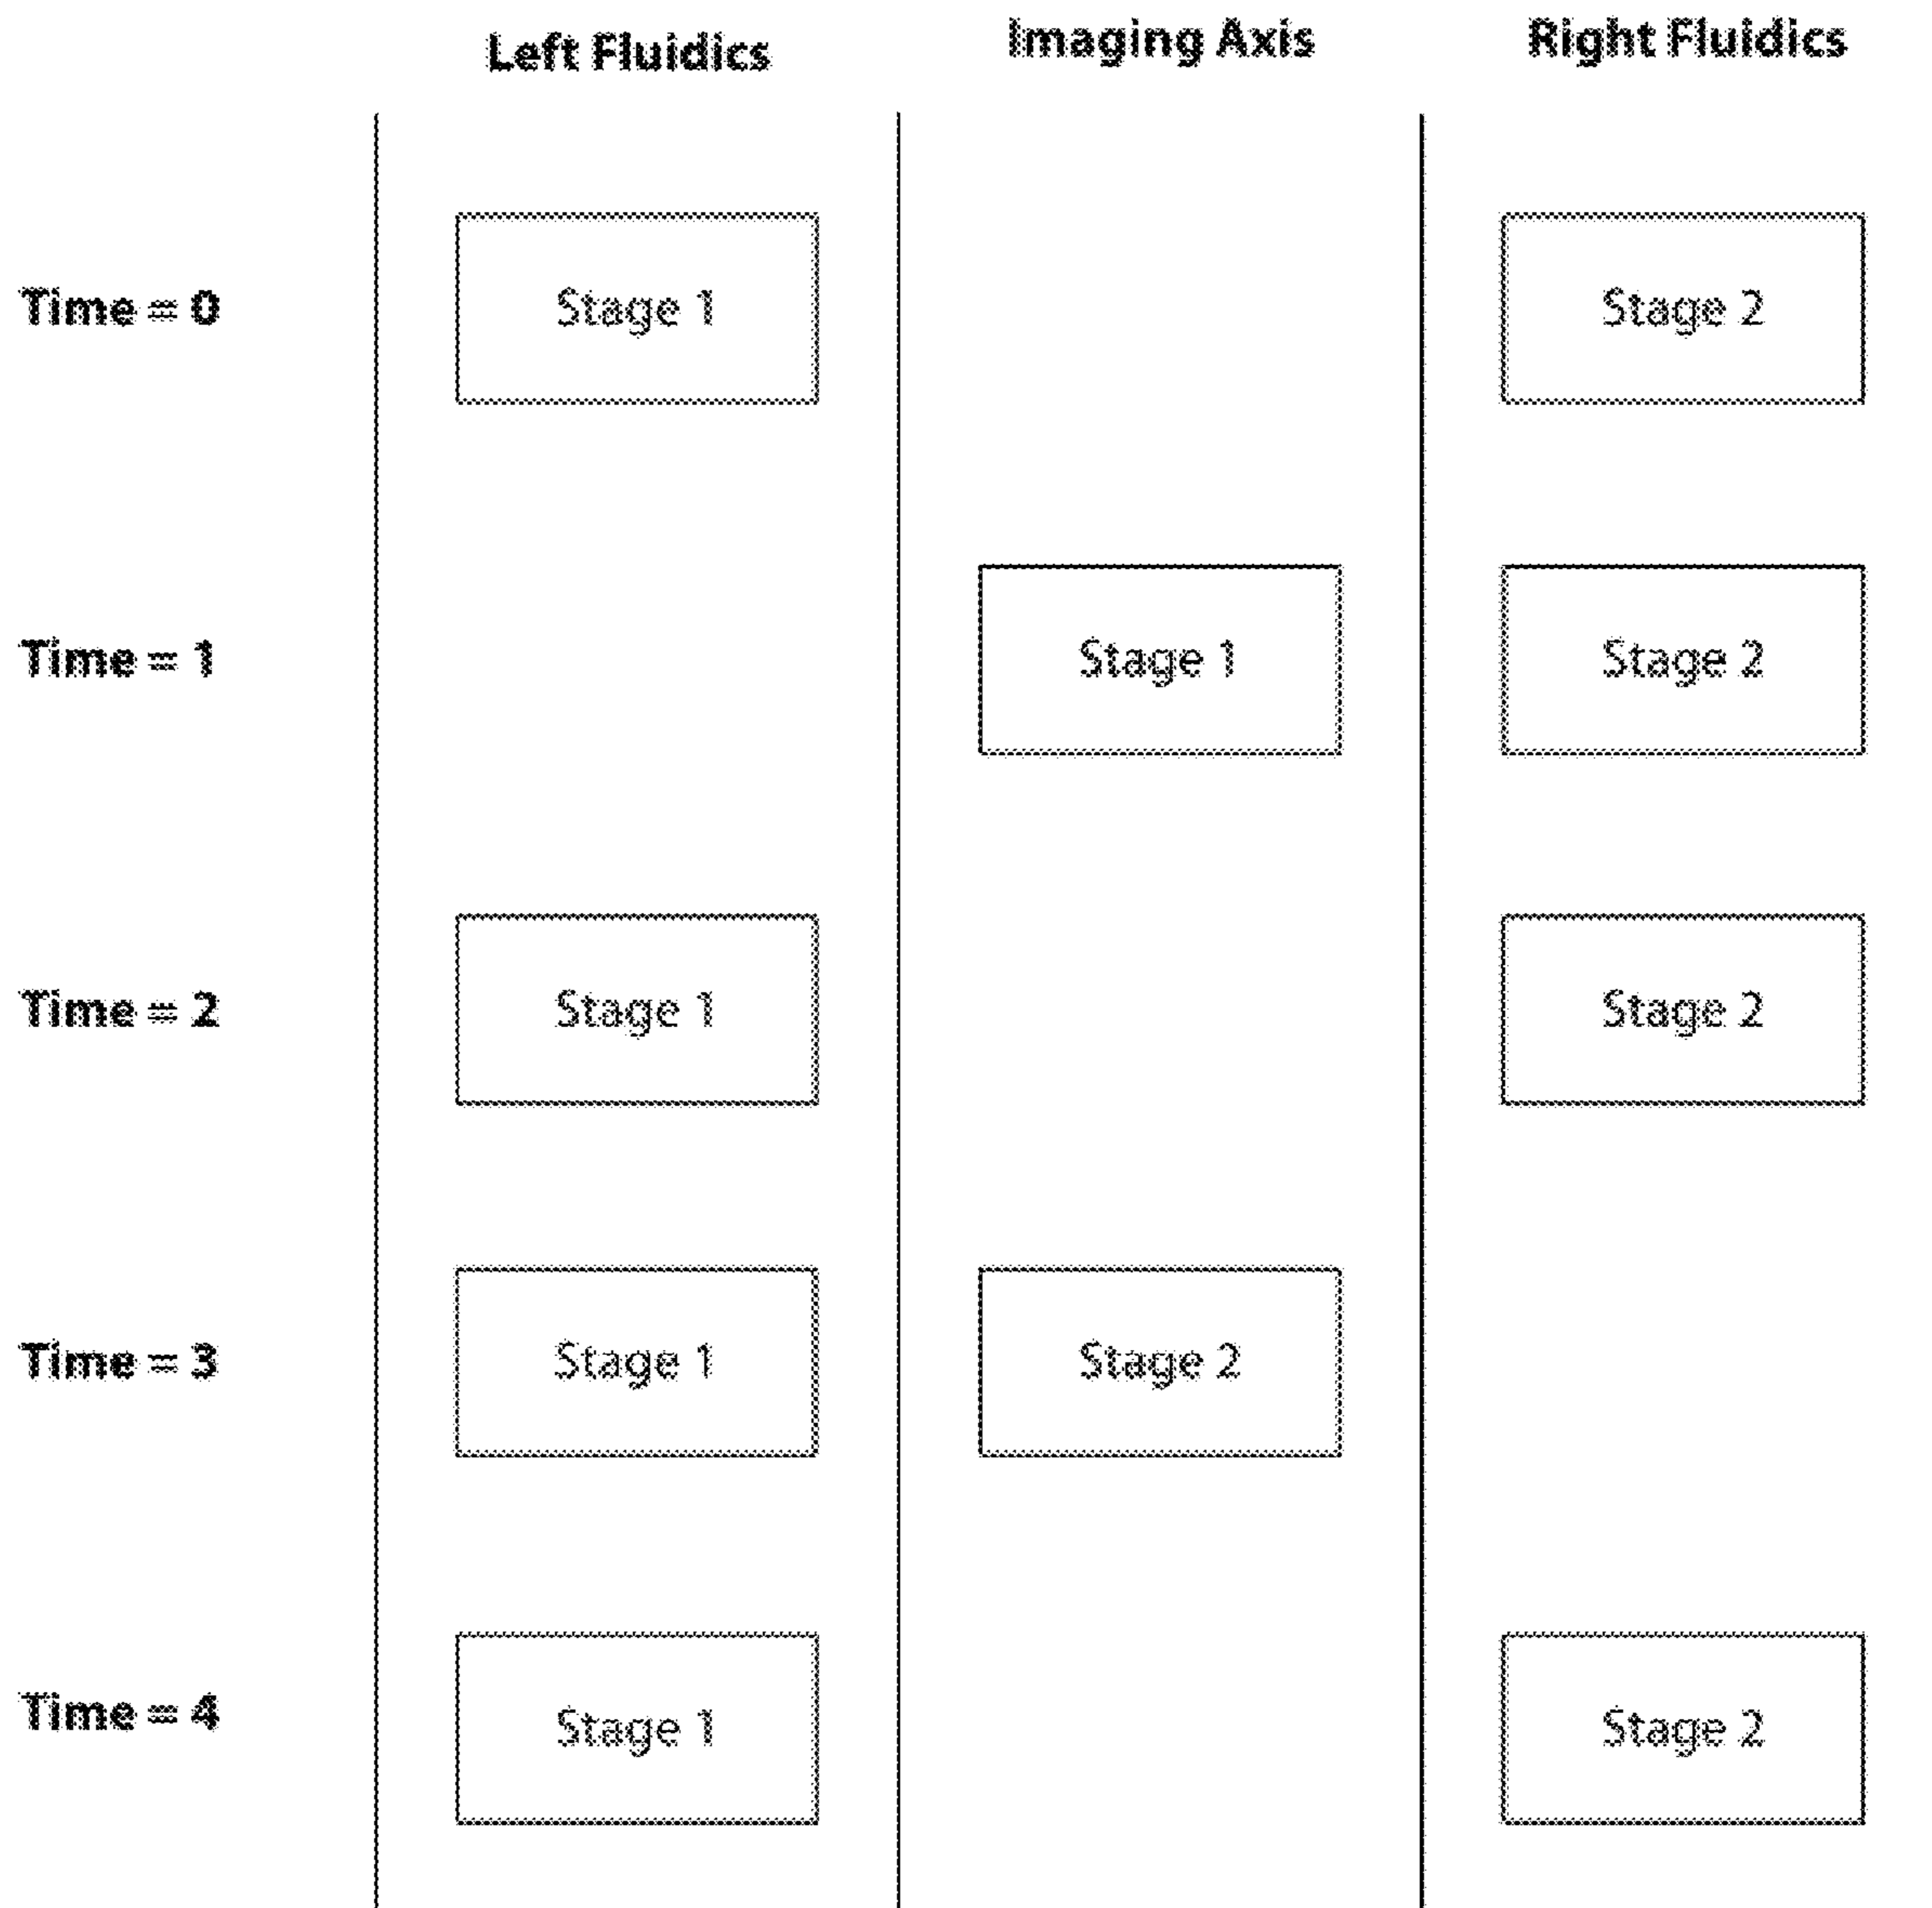 Left Fluidics Imaging Axis Right Fluidics
Time = 0 Stage 1 Stage 2
Time = 1 Stage 1 Stage 2
Time = 2 Stage 1 Stage 2
Time = 3 Stage 1 Stage 2
Time = 4 Stage 1 Stage 2